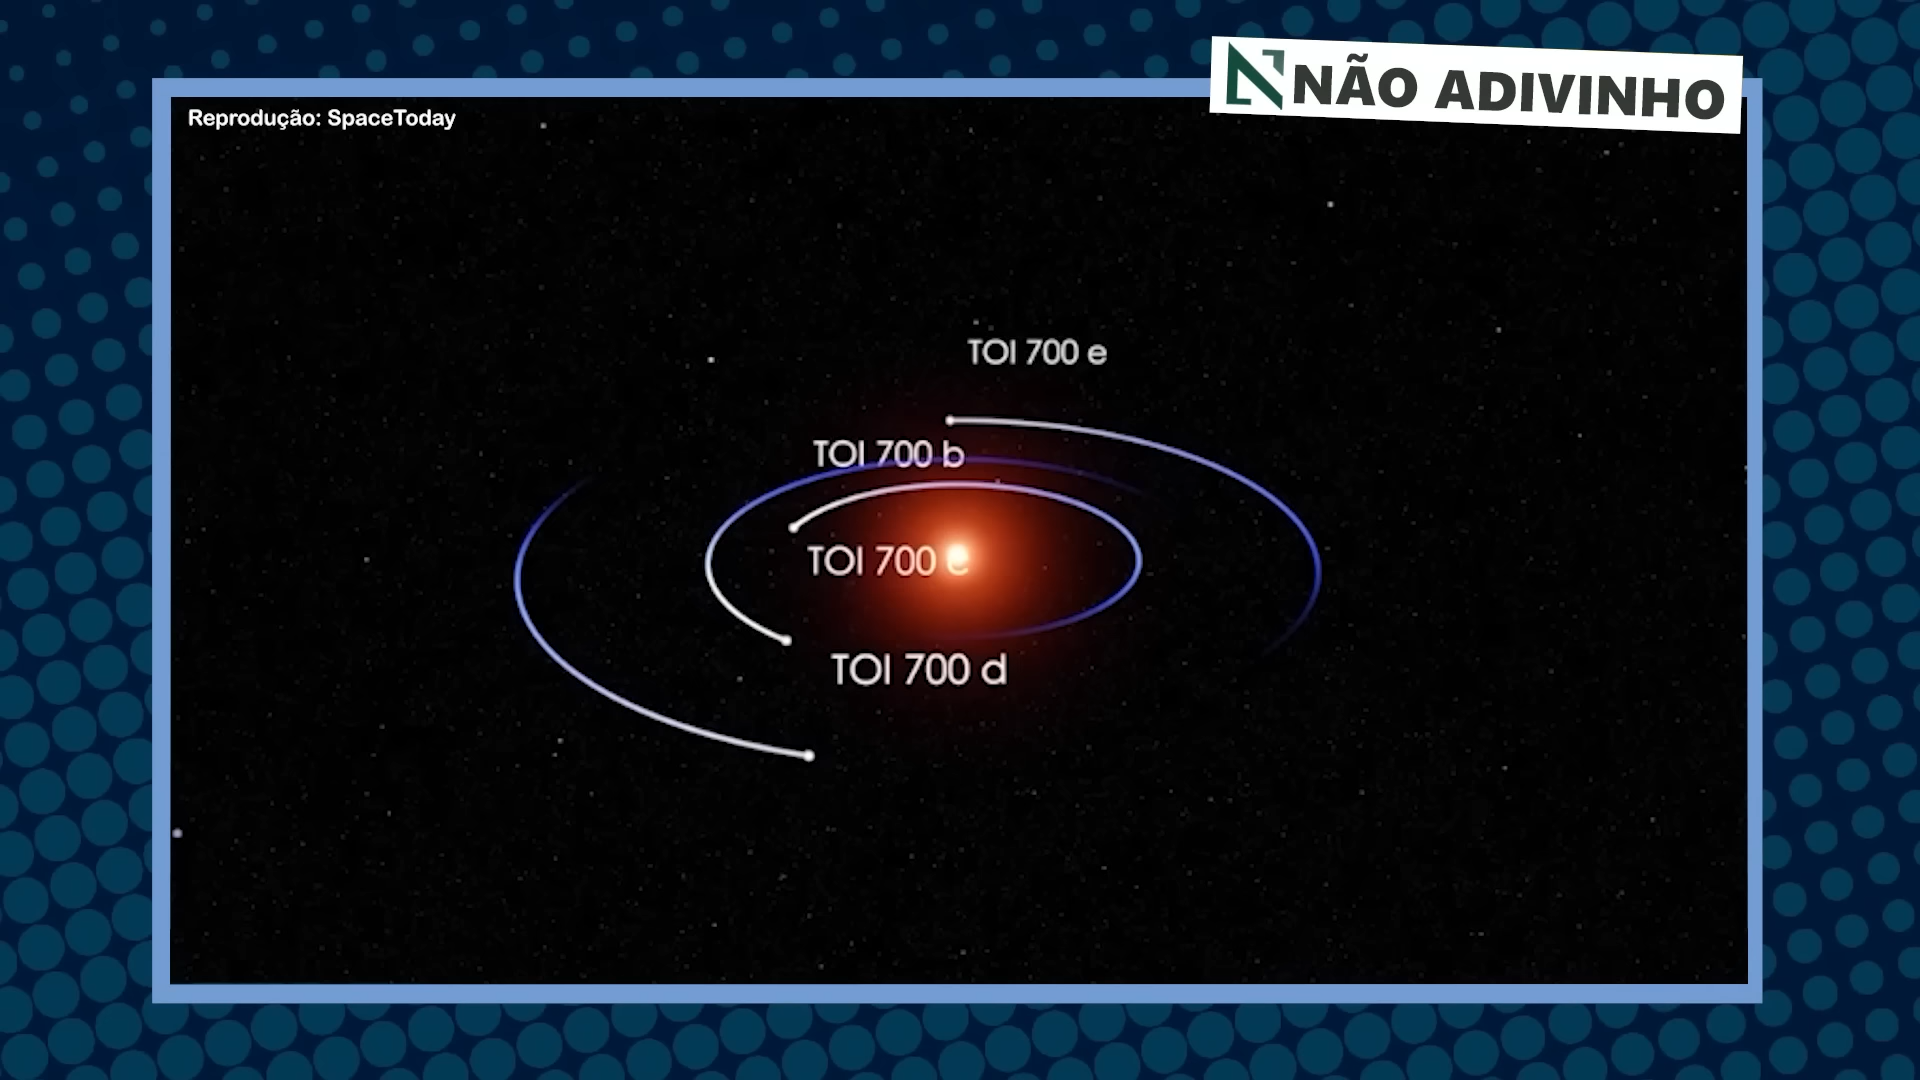 NÃO ADIVINHO
Reprodução: SpaceToday
TOI 700 e
TOI 700 b
TOI 700 c
TOI 700 d